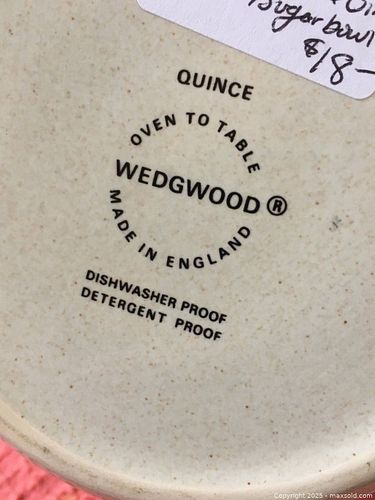 sugar bowl
$18-
QUINCE
OVEN TO TABLE
WEDGWOOD®
MADE IN ENGLAND
DISHWASHER PROOF
DETERGENT PROOF
Copyright 2025 - maxsold.com